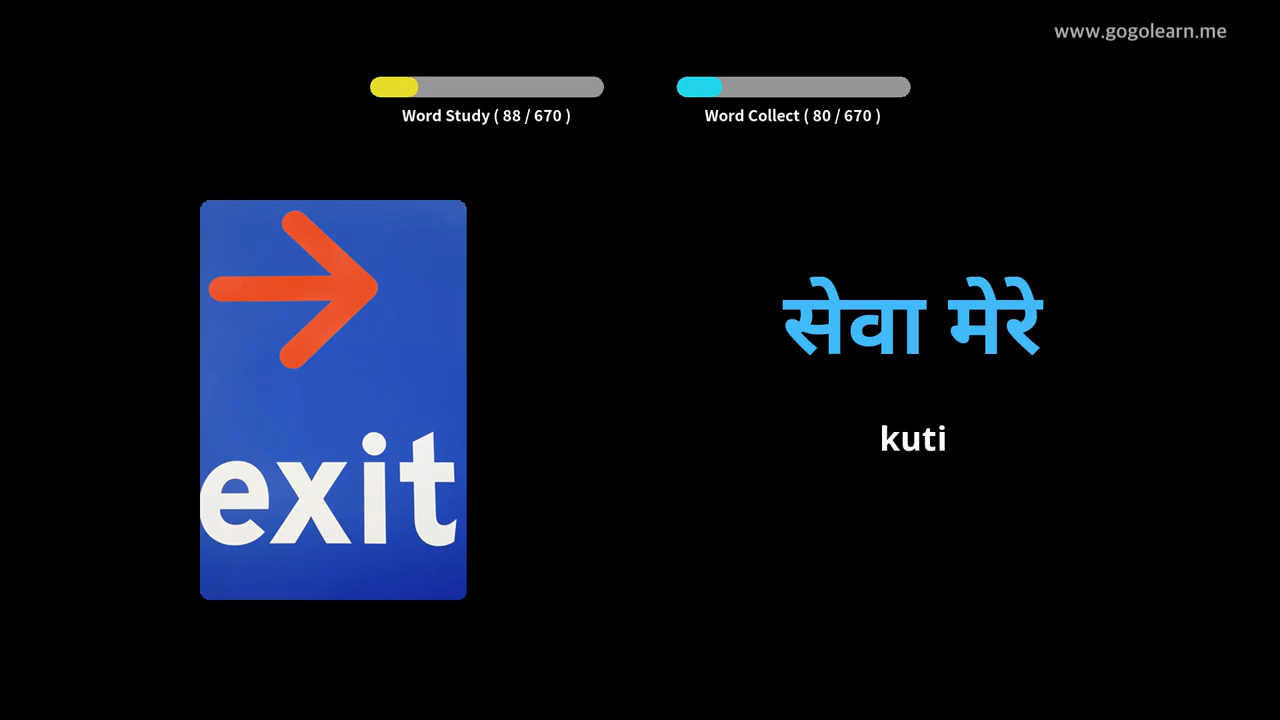 www.gogolearn.me
Word Study ( 88 / 670 )
Word Collect ( 80 / 670 )
exit
सेवा मेरे
kuti